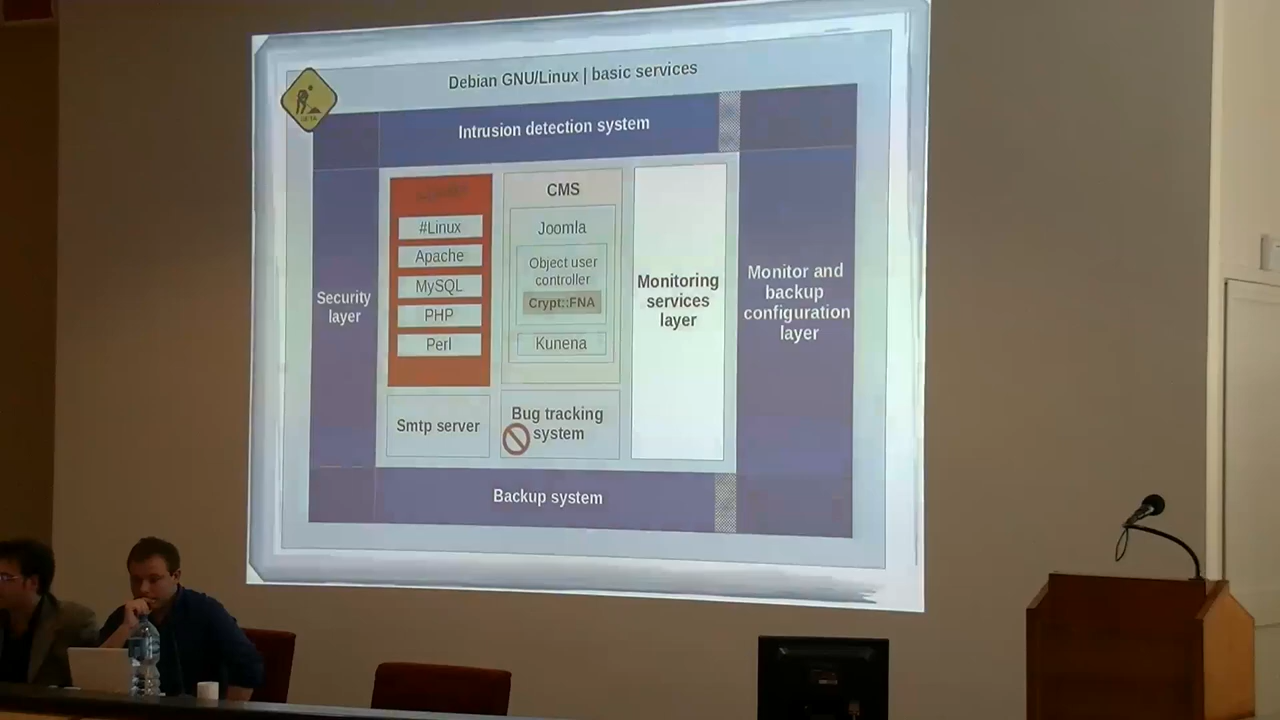 Debian GNU/Linux | basic services
Intrusion detection system
Security
layer
#Linux
Apache
MySQL
PHP
Perl
Smtp server
CMS
Joomla
Object user
controller
Crypt::FNA
Kunena
Bug tracking
system
Monitoring
services
layer
Monitor and
backup
configuration
layer
Backup system